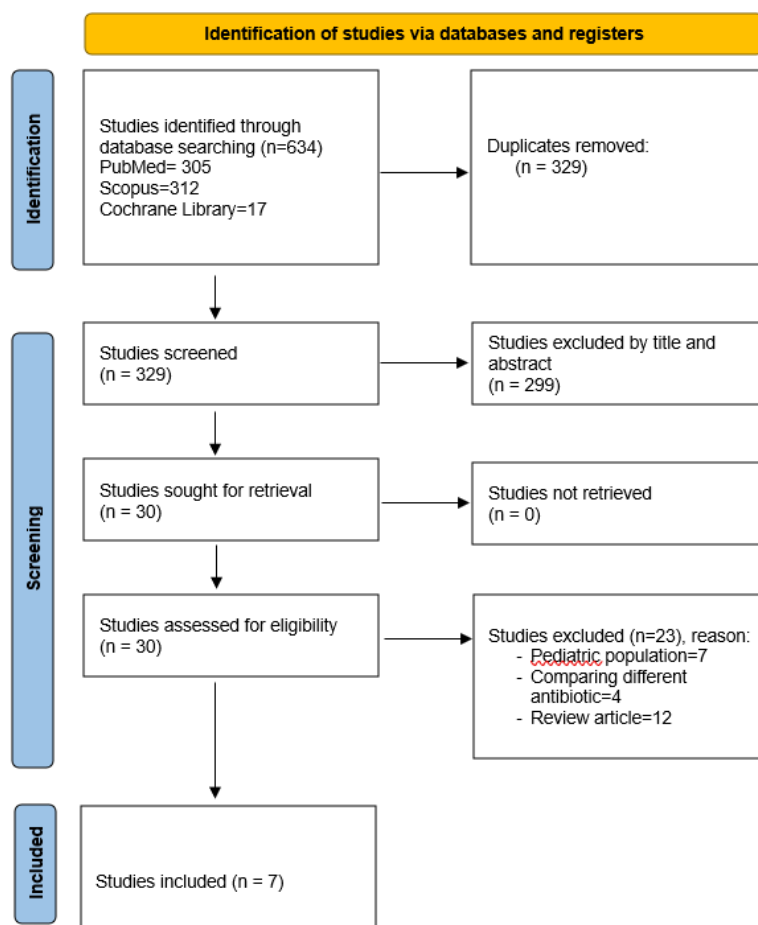 Identification of studies via databases and registers
Identification
Studies identified through
database searching (n=634)
PubMed= 305
Scopus=312
Cochrane Library=17
Duplicates removed:
(n = 329)
Screening
Studies screened
(n = 329)
Studies excluded by title and
abstract
(n = 299)
Studies sought for retrieval
(n = 30)
Studies not retrieved
(n = 0)
Studies assessed for eligibility
(n = 30)
Studies excluded (n=23), reason:
- Pediatric population=7
- Comparing different
antibiotic=4
- Review article=12
Included
Studies included (n = 7)